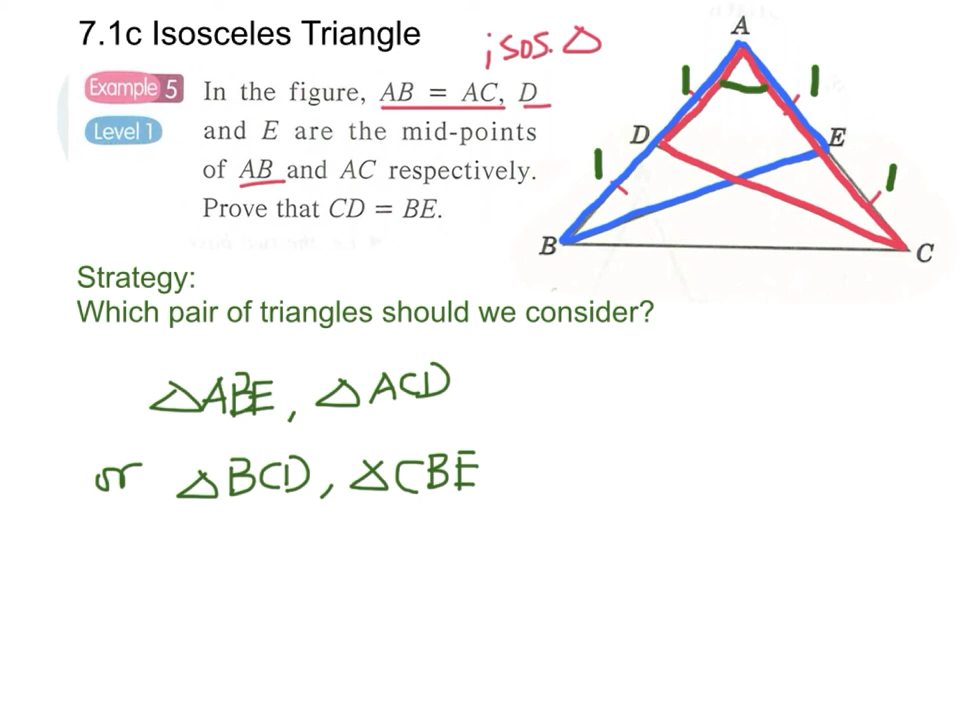 7.1c Isosceles Triangle
isos. △
Example 5
Level 1
In the figure, AB = AC, D
and E are the mid-points
of AB and AC respectively.
Prove that CD = BE.
A
D
E
B
C
Strategy:
Which pair of triangles should we consider?
△ABE, △ACD
or △BCD, △CBE